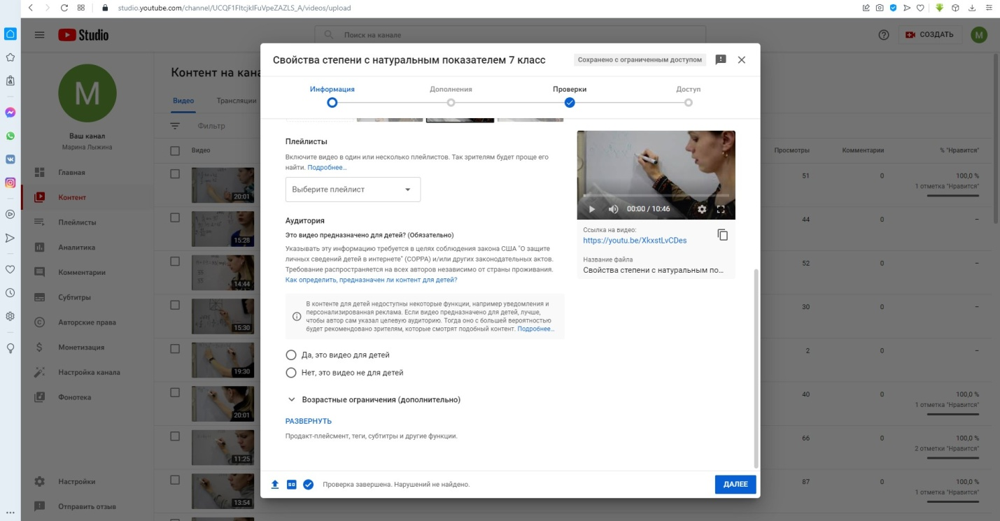 studio.youtube.com/channel/UCQF1FltcjkIFuVpeZAZLS_A/videos/upload
Studio
Поиск на канале
СОЗДАТЬ
M
M
Ваш канал
Марина Лыжина
Главная
Контент
Плейлисты
Аналитика
Комментарии
Субтитры
Авторские права
Монетизация
Настройка канала
Фонотека
Настройки
Отправить отзыв
Контент на кана
Видео
Трансляции
Фильтр
Видео
20:01
15:28
14:44
15:30
19:30
20:01
11:25
13:54
Свойства степени с натуральным показателем 7 класс
Сохранено с ограниченным доступом
Информация
Дополнения
Проверки
Доступ
Плейлисты
Включите видео в один или несколько плейлистов. Так зрителям будет проще его
найти. Подробнее...
Выберите плейлист
Аудитория
Это видео предназначено для детей? (Обязательно)
Указывать эту информацию требуется в целях соблюдения закона США "О защите
личных сведений детей в интернете" (COPPA) и/или других законодательных актов.
Требование распространяется на всех авторов независимо от страны проживания.
Как определить, предназначен ли контент для детей?
В контенте для детей недоступны некоторые функции, например уведомления и
персонализированная реклама. Если видео предназначено для детей, лучше,
чтобы автор сам указал целевую аудиторию. Тогда оно с большей вероятностью
будет рекомендовано зрителям, которые смотрят подобный контент. Подробнее...
Да, это видео для детей
Нет, это видео не для детей
Возрастные ограничения (дополнительно)
РАЗВЕРНУТЬ
Продакт-плейсмент, теги, субтитры и другие функции.
00:00 / 10:46
Ссылка на видео:
https://youtu.be/XkxstLvCDes
Название файла
Свойства степени с натуральным по...
SD
Проверка завершена. Нарушений не найдено.
ДАЛЕЕ
Просмотры
Комментарии
% "Нравится"
51
0
100,0 %
1 отметка "Нравится"
44
0
–
52
0
–
30
0
–
2
0
–
40
0
100,0 %
1 отметка "Нравится"
66
0
100,0 %
2 отметки "Нравится"
87
0
100,0 %
1 отметка "Нравится"